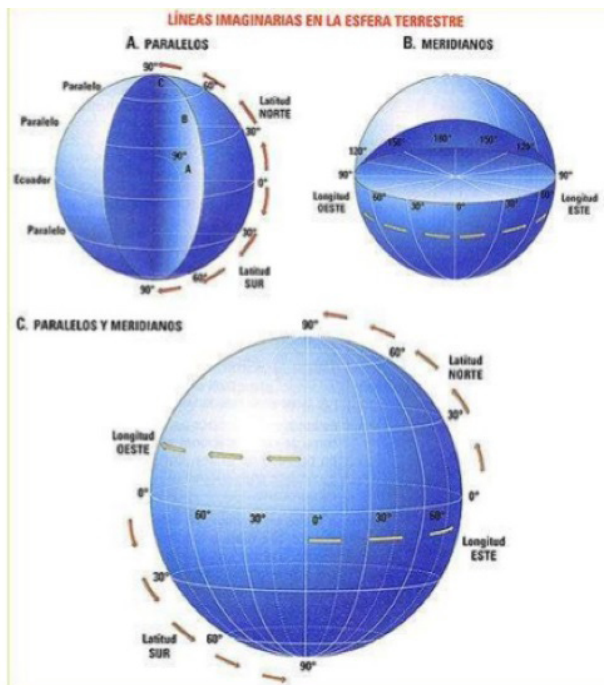 LÍNEAS IMAGINARIAS EN LA ESFERA TERRESTRE
A. PARALELOS
90°
C
60°
Paralelo
Latitud
NORTE
B
Paralelo
30°
90°
A
Ecuador
0°
Paralelo
30°
Latitud
SUR
60°
90°
B. MERIDIANOS
180°
150°
150°
120°
120°
90°
90°
Longitud
OESTE
60°
30°
0°
30°
60°
Longitud
ESTE
C. PARALELOS Y MERIDIANOS
90°
60°
Latitud
NORTE
30°
Longitud
OESTE
0°
0°
60°
30°
0°
30°
60°
Longitud
ESTE
30°
Latitud
SUR
60°
90°